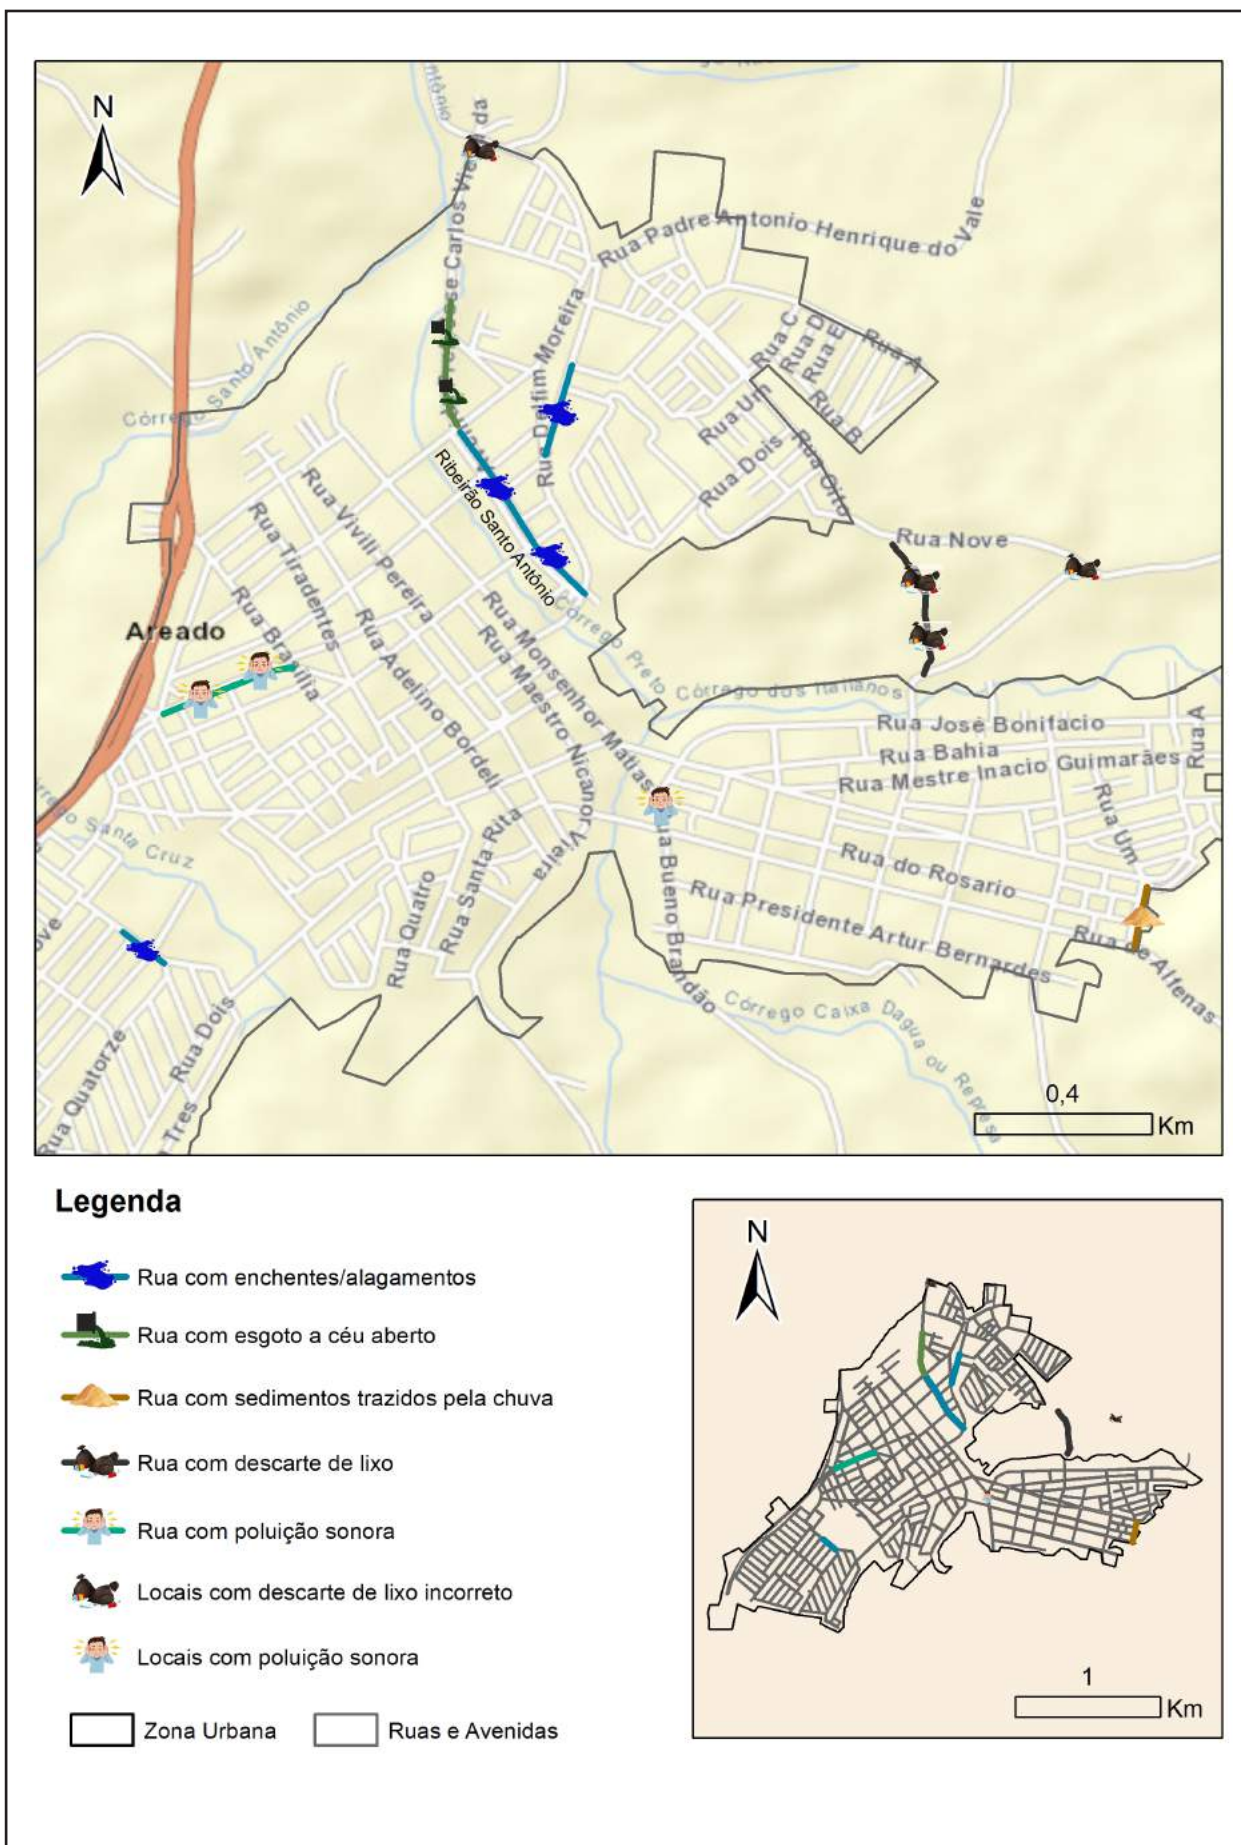 N
Rua Padre Antonio Henrique do Vale
Córrego Santo Antônio
Rua Delfim Moreira
Rua C
Rua D
Rua E
Rua A
Rua B
Rua Um
Rua Dois
Rua Oito
Rua Nove
Ribeirão Santo Antônio
Rua Vivilli Pereira
Rua Tiradentes
Rua Brasilia
Areado
Rua Adelino Bordeli
Rua Monsenhor Matias
Rua Maestro Nicanor Vieira
Córrego Preto
Córrego dos Italianos
Rua José Bonifacio
Rua Bahia
Rua Mestre Inacio Guimarães
Rua A
Rua Um
Rua do Rosario
Rua Presidente Artur Bernardes
Rua de Alfenas
ua Bueno Brandão
Rua Santa Rita
Rua Quatro
rrego Santa Cruz
ove
Rua Dois
Rua Quatorze
Tres
Córrego Caixa Dagua ou Represa
0,4
Km
Legenda
Rua com enchentes/alagamentos
Rua com esgoto a céu aberto
Rua com sedimentos trazidos pela chuva
Rua com descarte de lixo
Rua com poluição sonora
Locais com descarte de lixo incorreto
Locais com poluição sonora
Zona Urbana
Ruas e Avenidas
N
1
Km